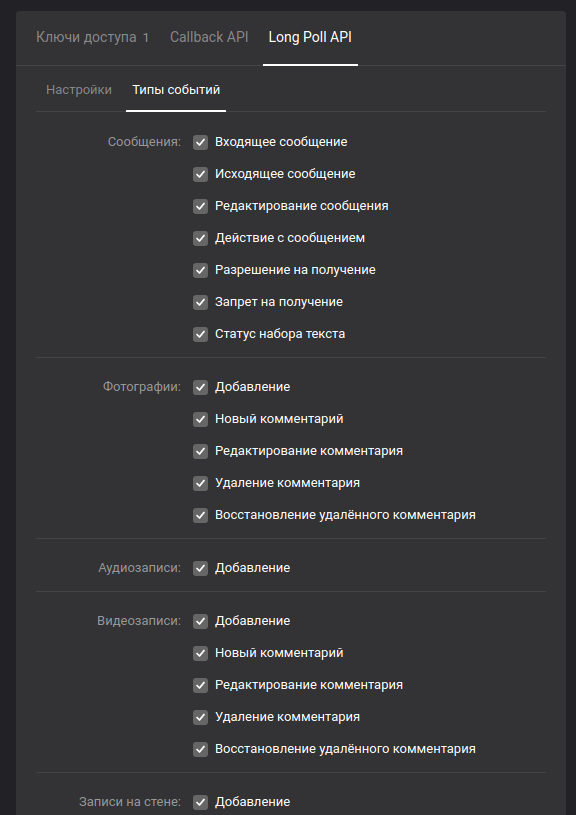 Ключи доступа 1 Callback API Long Poll API
Настройки Типы событий
Сообщения: Входящее сообщение
Исходящее сообщение
Редактирование сообщения
Действие с сообщением
Разрешение на получение
Запрет на получение
Статус набора текста
Фотографии: Добавление
Новый комментарий
Редактирование комментария
Удаление комментария
Восстановление удалённого комментария
Аудиозаписи: Добавление
Видеозаписи: Добавление
Новый комментарий
Редактирование комментария
Удаление комментария
Восстановление удалённого комментария
Записи на стене: Добавление